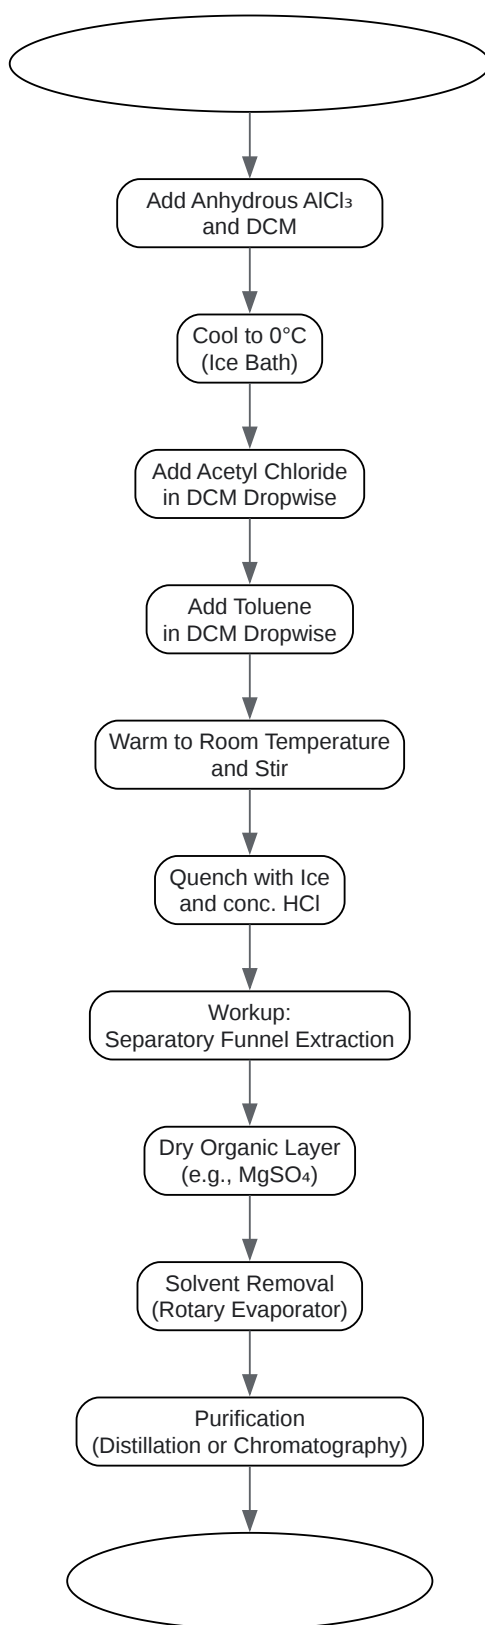 Add Anhydrous AlCl₃
and DCM
Cool to 0°C
(Ice Bath)
Add Acetyl Chloride
in DCM Dropwise
Add Toluene
in DCM Dropwise
Warm to Room Temperature
and Stir
Quench with Ice
and conc. HCl
Workup:
Separatory Funnel Extraction
Dry Organic Layer
(e.g., MgSO₄)
Solvent Removal
(Rotary Evaporator)
Purification
(Distillation or Chromatography)